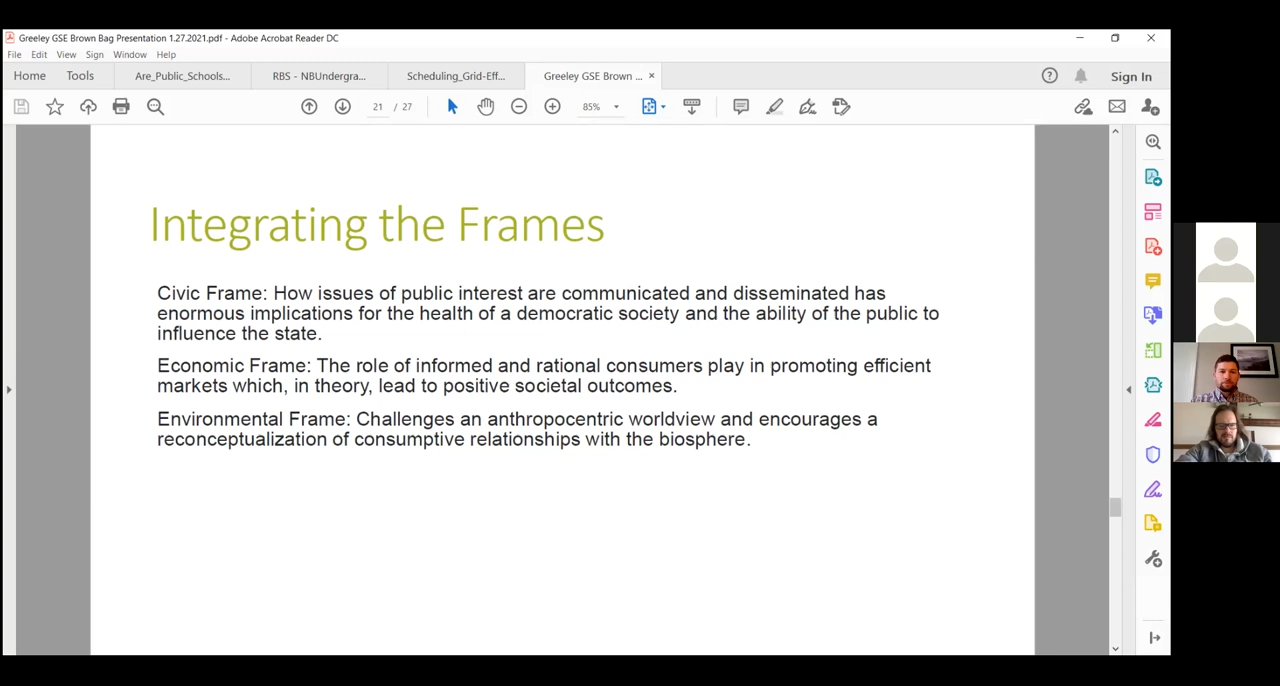 Greeley GSE Brown Bag Presentation 1.27.2021.pdf - Adobe Acrobat Reader DC
File Edit View Sign Window Help
Home Tools Are_Public_Schools... RBS - NBUndergra... Scheduling_Grid-Eff... Greeley GSE Brown ... × Sign In
21 / 27 85%
Integrating the Frames
Civic Frame: How issues of public interest are communicated and disseminated has
enormous implications for the health of a democratic society and the ability of the public to
influence the state.
Economic Frame: The role of informed and rational consumers play in promoting efficient
markets which, in theory, lead to positive societal outcomes.
Environmental Frame: Challenges an anthropocentric worldview and encourages a
reconceptualization of consumptive relationships with the biosphere.